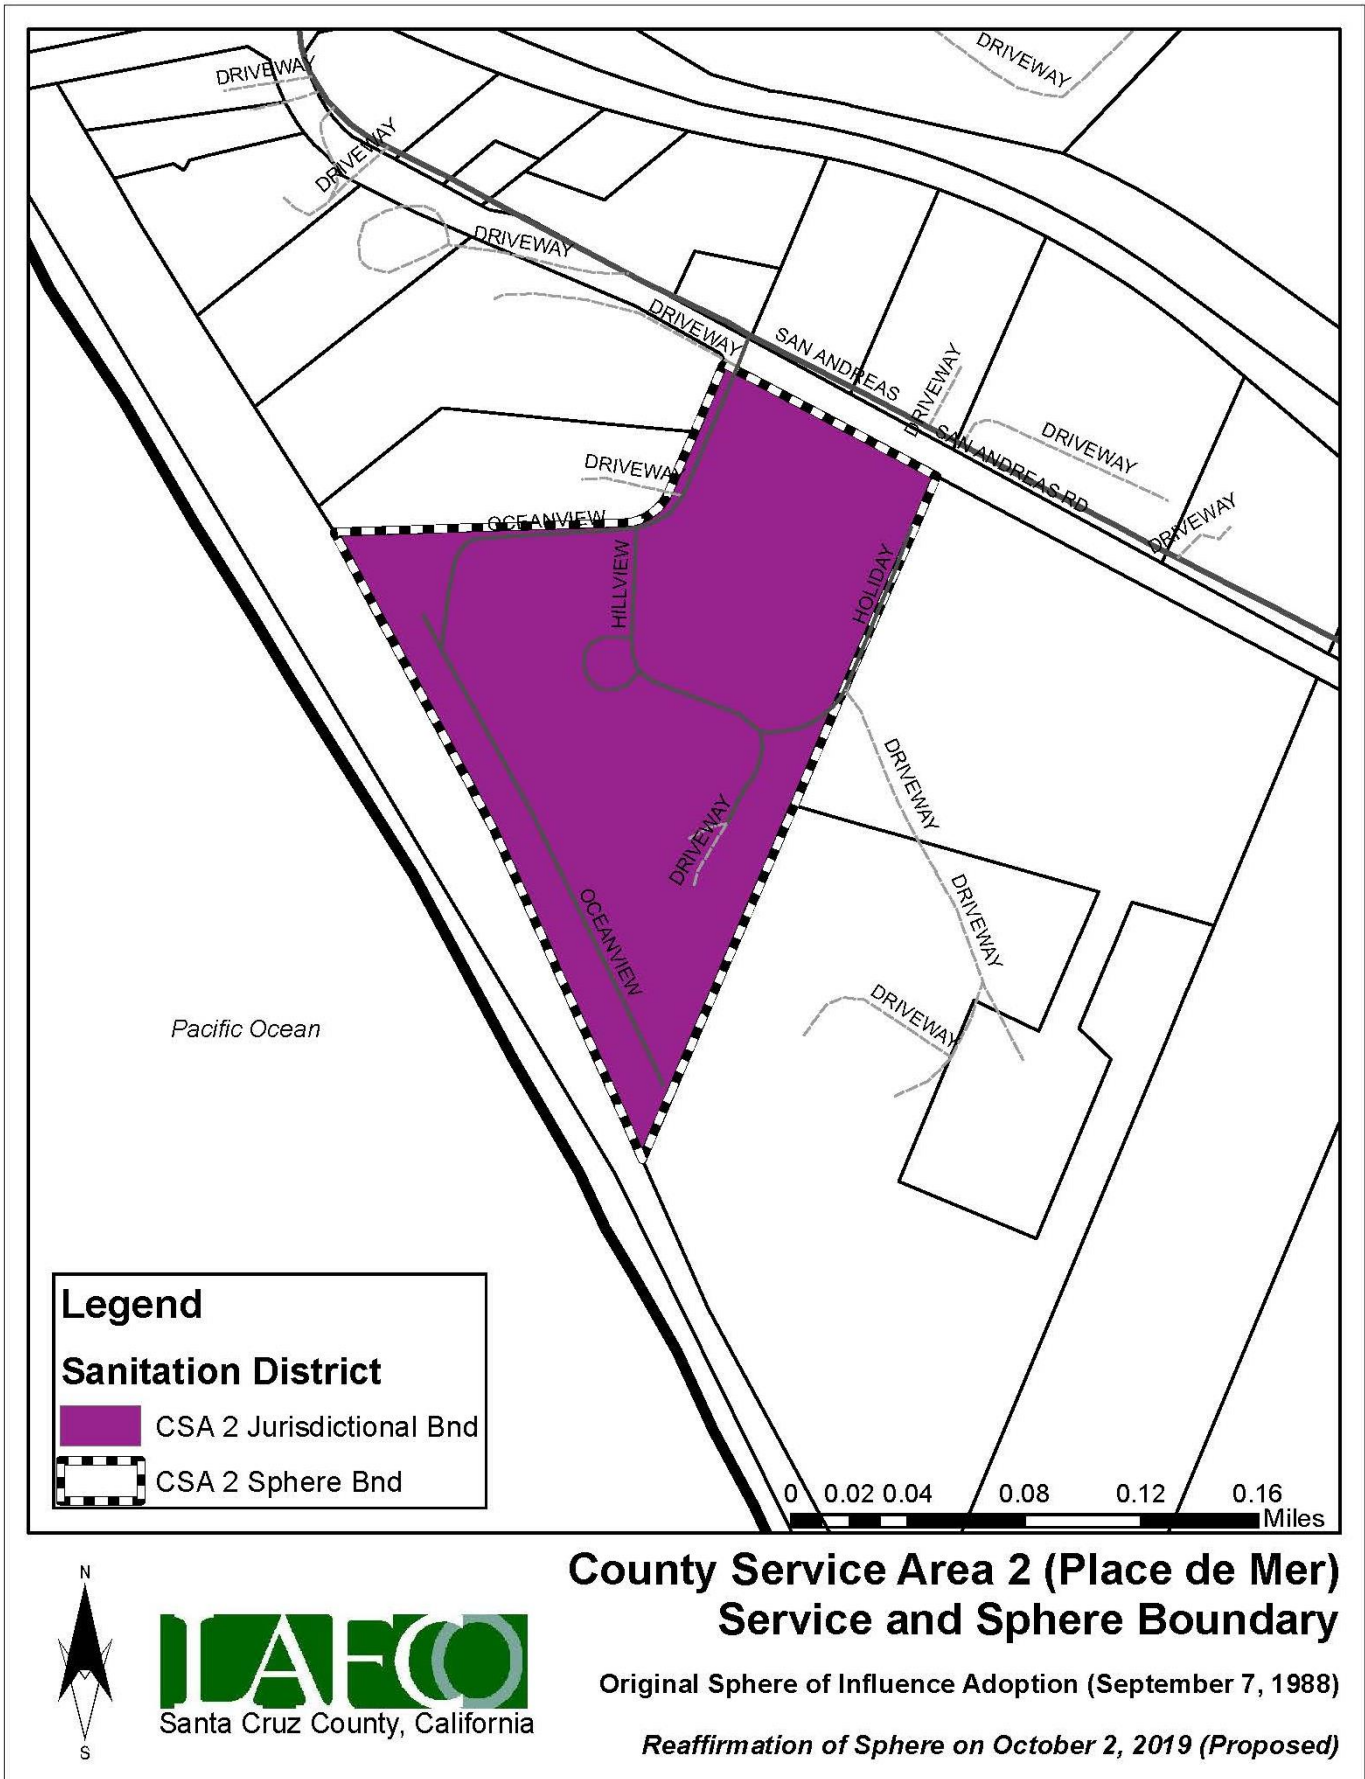 DRIVEWAY
DRIVEWAY
DRIVEWAY
DRIVEWAY
DRIVEWAY
SAN ANDREAS
DRIVEWAY
SAN ANDREAS RD
DRIVEWAY
DRIVEWAY
DRIVEWAY
OCEANVIEW
HILLVIEW
HOLIDAY
DRIVEWAY
DRIVEWAY
DRIVEWAY
OCEANVIEW
DRIVEWAY
Pacific Ocean
Legend
Sanitation District
CSA 2 Jurisdictional Bnd
CSA 2 Sphere Bnd
0 0.02 0.04 0.08 0.12 0.16
Miles
County Service Area 2 (Place de Mer)
Service and Sphere Boundary
Original Sphere of Influence Adoption (September 7, 1988)
Reaffirmation of Sphere on October 2, 2019 (Proposed)
N
S
LAFCO
Santa Cruz County, California